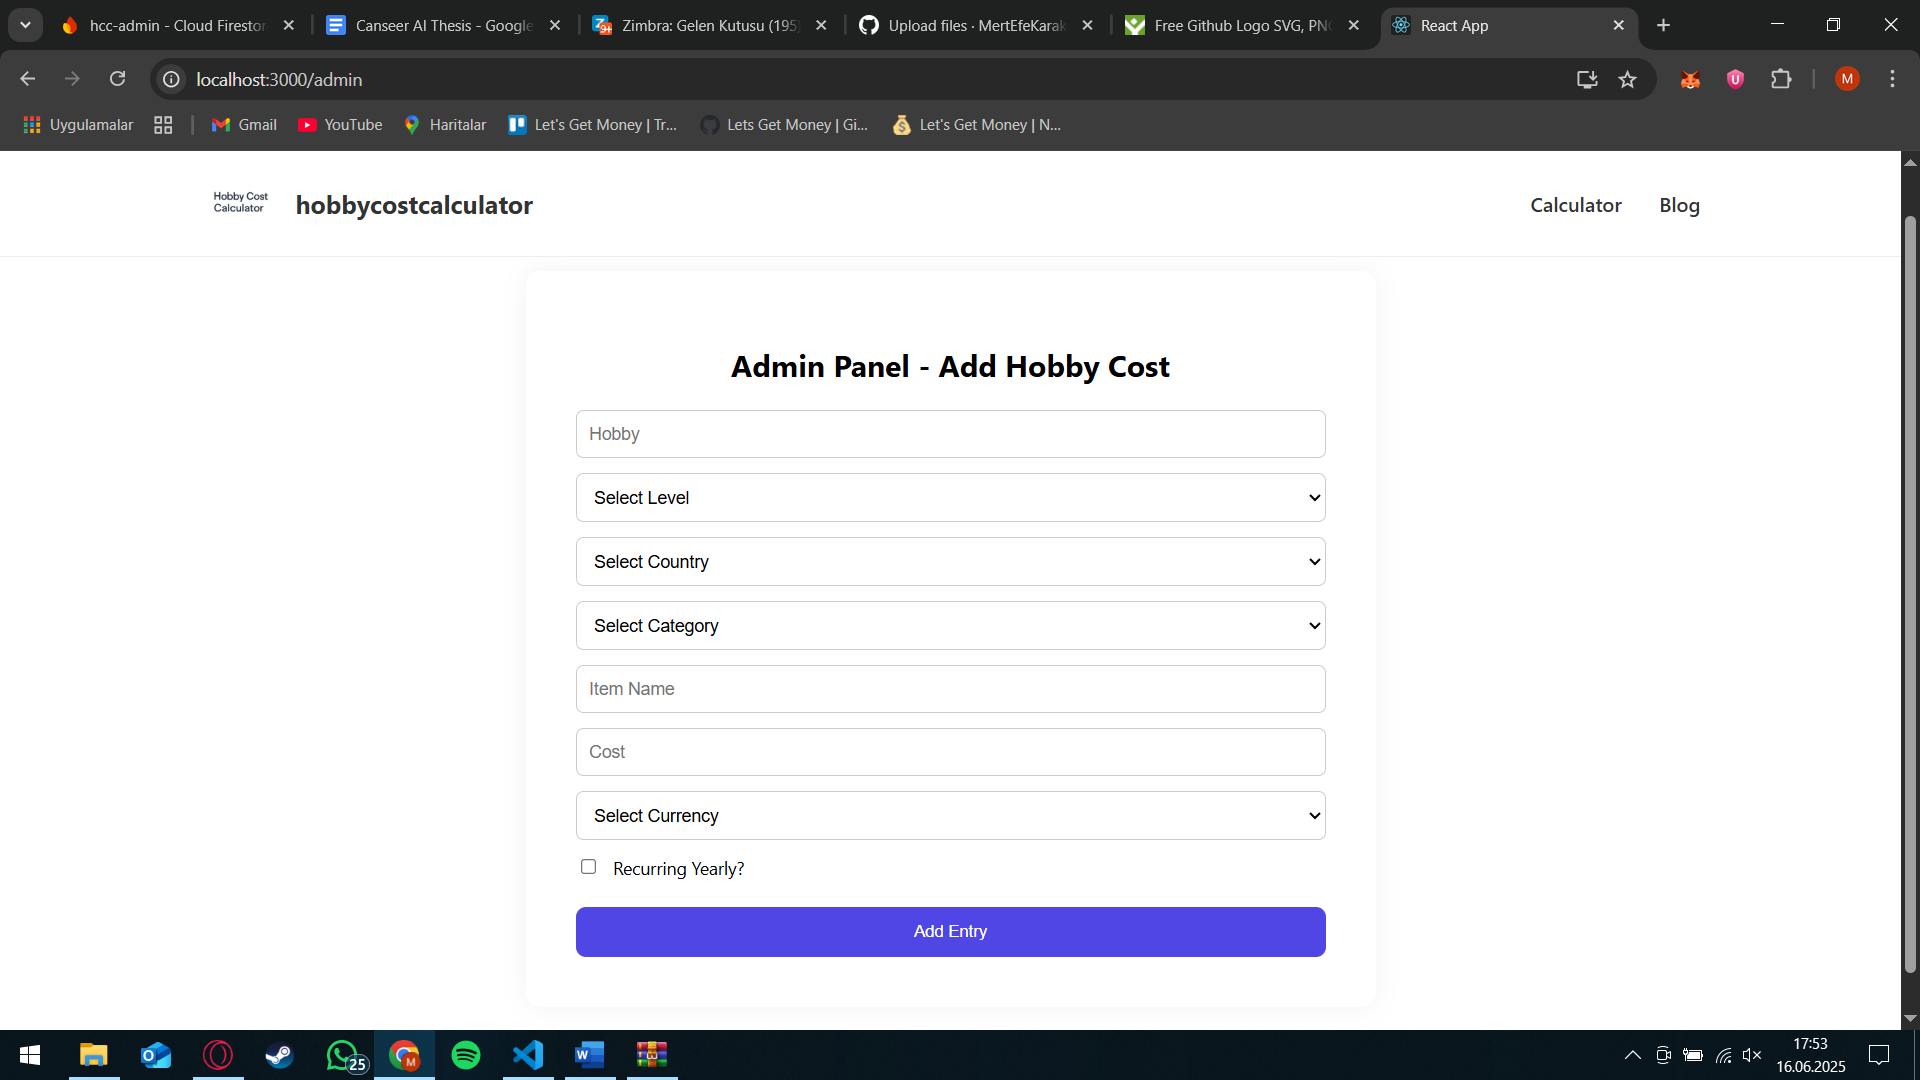 hcc-admin - Cloud Firestor
Canseer AI Thesis - Google
Zimbra: Gelen Kutusu (195)
Upload files · MertEfeKarak
Free Github Logo SVG, PN
React App
localhost:3000/admin
M
Uygulamalar
Gmail
YouTube
Haritalar
Let's Get Money | Tr...
Lets Get Money | Gi...
Let's Get Money | N...
Hobby Cost
Calculator
hobbycostcalculator
Calculator
Blog
Admin Panel - Add Hobby Cost
Hobby
Select Level
Select Country
Select Category
Item Name
Cost
Select Currency
Recurring Yearly?
Add Entry
25
17:53
16.06.2025